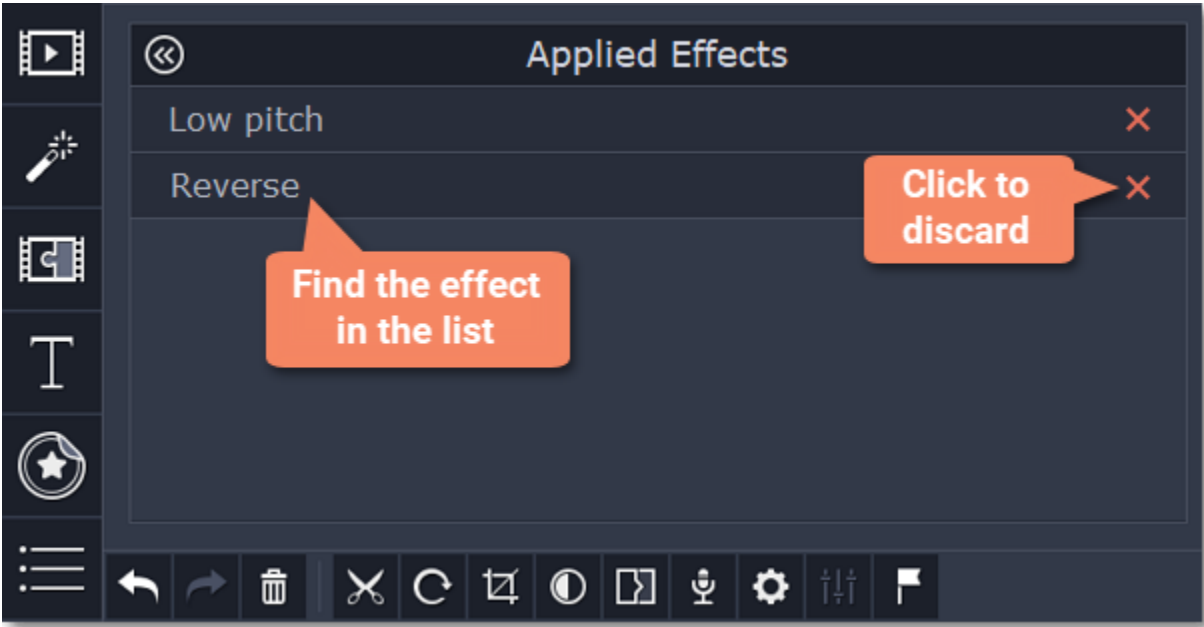 Applied Effects
Low pitch
Reverse
Click to
discard
Find the effect
in the list